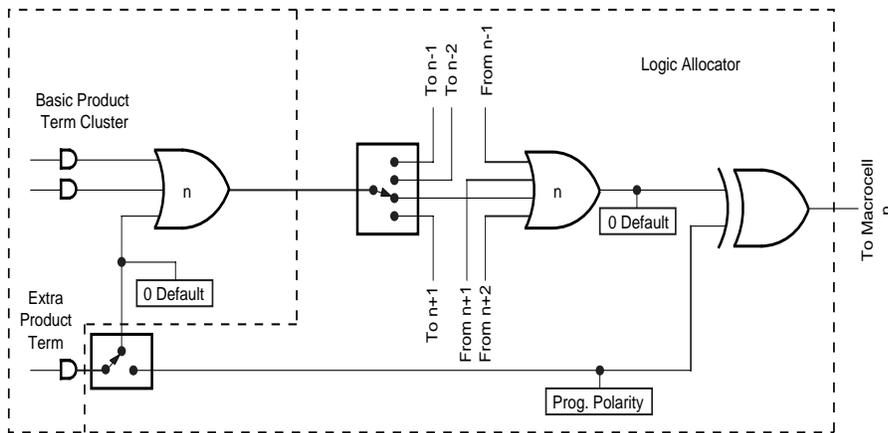 To n-1
To n-2
From n-1
Logic Allocator
Basic Product
Term Cluster
n
n
0 Default
To Macrocell
n
0 Default
Extra
Product
Term
To n+1
From n+1
From n+2
Prog. Polarity